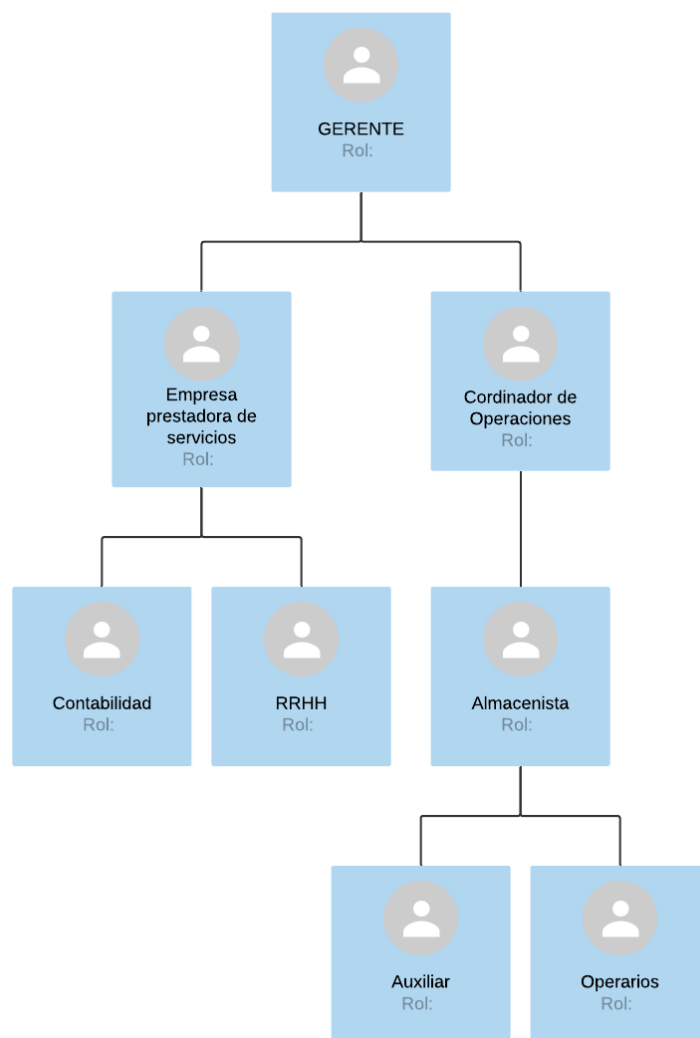 GERENTE
Rol:
Empresa
prestadora de
servicios
Rol:
Cordinador de
Operaciones
Rol:
Contabilidad
Rol:
RRHH
Rol:
Almacenista
Rol:
Auxiliar
Rol:
Operarios
Rol: